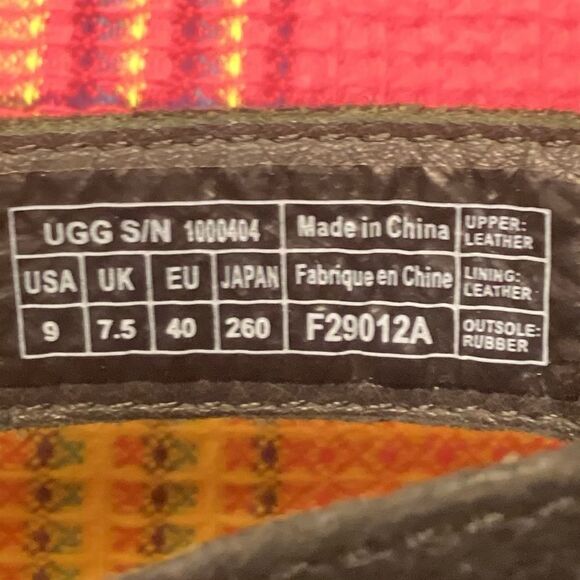 UGG S/N 1000404
Made in China
UPPER:
LEATHER
USA UK EU JAPAN
Fabrique en Chine
LINING:
LEATHER
9 7.5 40 260
F29012A
OUTSOLE:
RUBBER